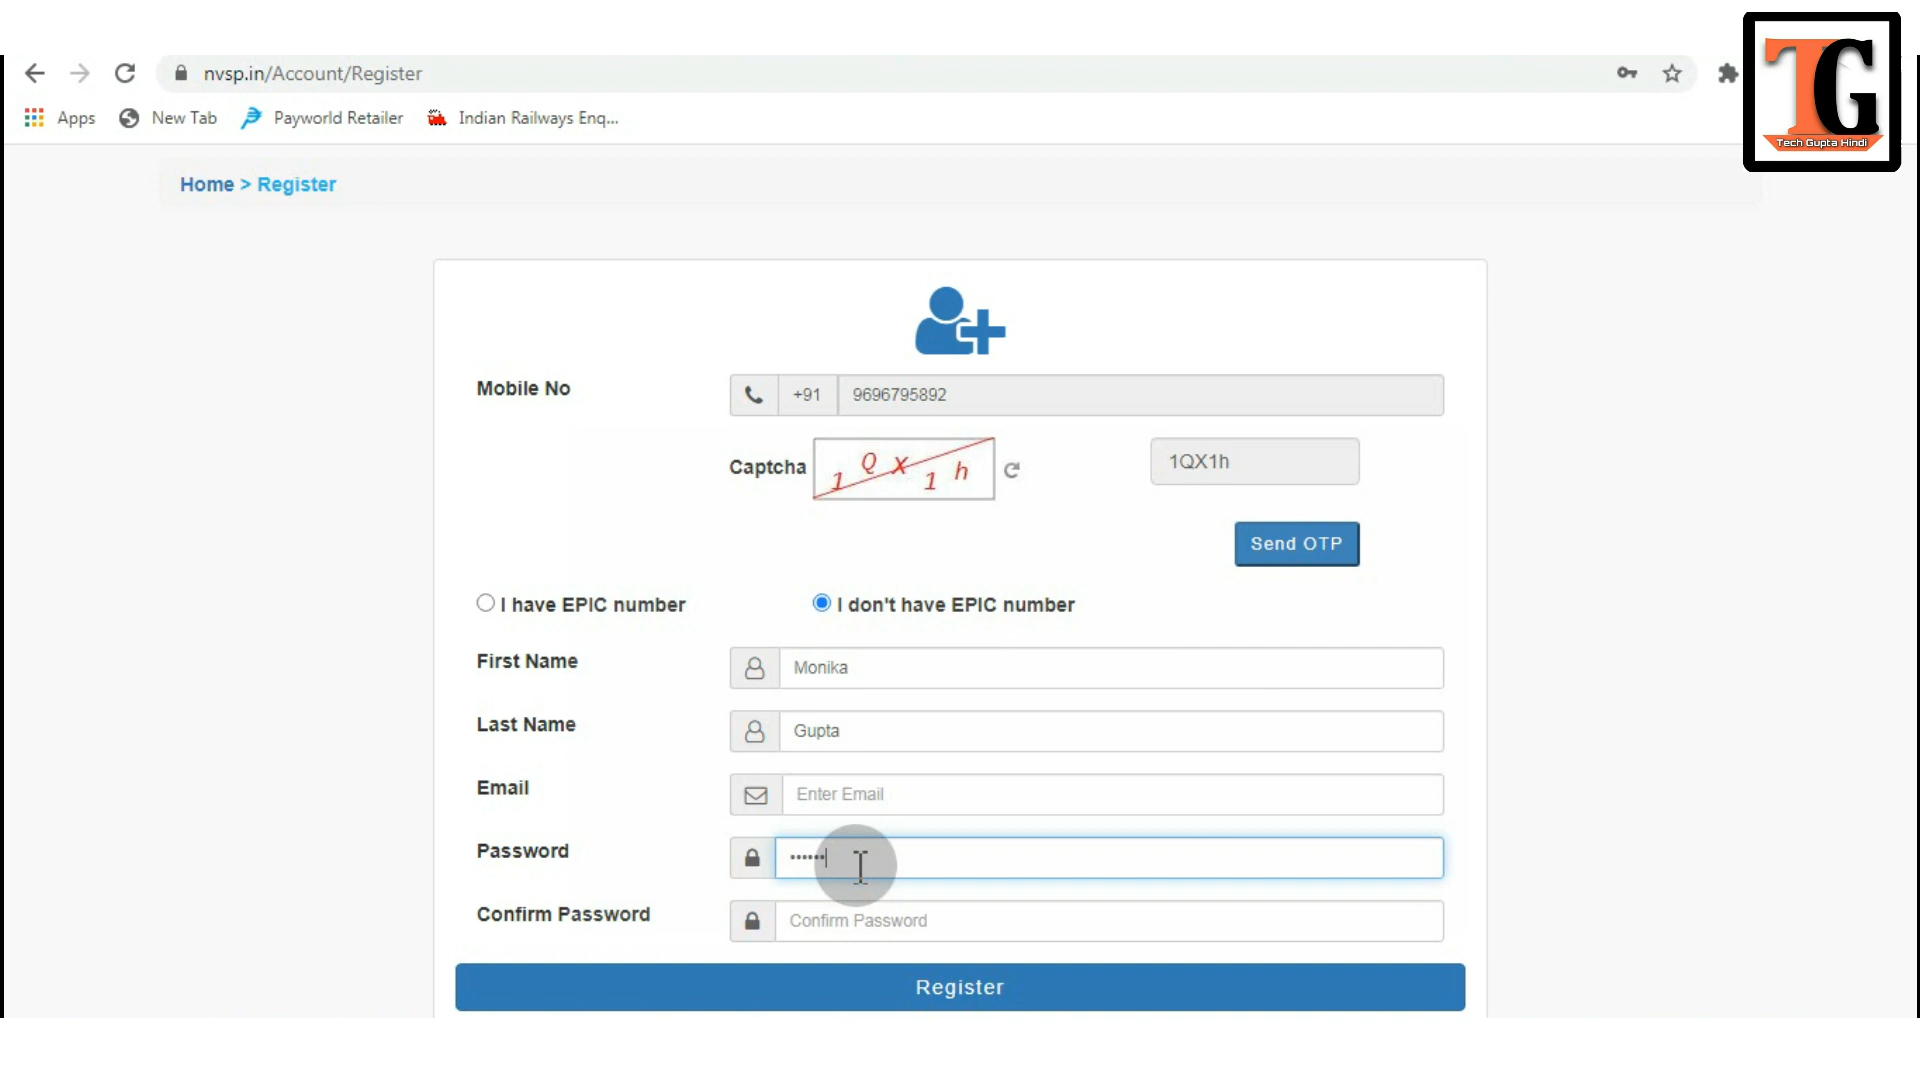 nvsp.in/Account/Register
Apps New Tab Payworld Retailer Indian Railways Enq...
TG
Tech Gupta Hindi
Home > Register
Mobile No +91 9696795892
Captcha 1QX1h 1QX1h
Send OTP
I have EPIC number I don't have EPIC number
First Name Monika
Last Name Gupta
Email Enter Email
Password ••••••
Confirm Password Confirm Password
Register